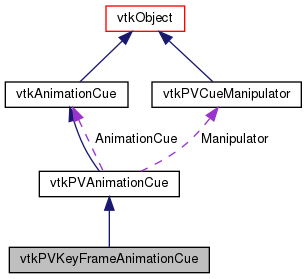 vtkObject
vtkAnimationCue
vtkPVCueManipulator
AnimationCue
Manipulator
vtkPVAnimationCue
vtkPVKeyFrameAnimationCue